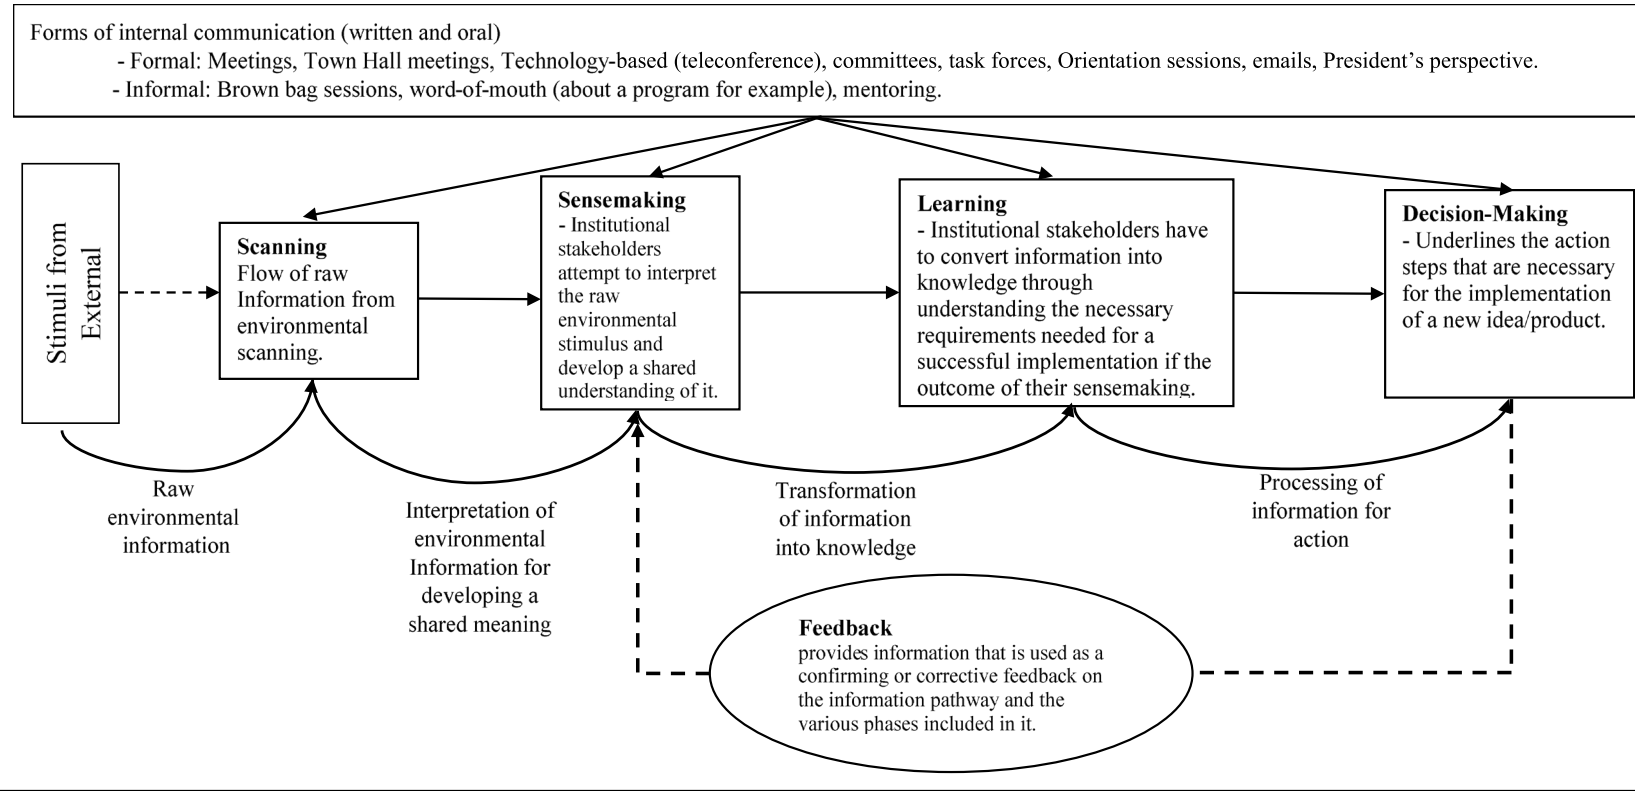 Forms of internal communication (written and oral)
- Formal: Meetings, Town Hall meetings, Technology-based (teleconference), committees, task forces, Orientation sessions, emails, President's perspective.
- Informal: Brown bag sessions, word-of-mouth (about a program for example), mentoring.
Stimuli from
External
Scanning
Flow of raw
Information from
environmental
scanning.
Sensemaking
- Institutional
stakeholders
attempt to interpret
the raw
environmental
stimulus and
develop a shared
understanding of it.
Learning
- Institutional stakeholders have
to convert information into
knowledge through
understanding the necessary
requirements needed for a
successful implementation if the
outcome of their sensemaking.
Decision-Making
- Underlines the action
steps that are necessary
for the implementation
of a new idea/product.
Raw
environmental
information
Interpretation of
environmental
Information for
developing a
shared meaning
Transformation
of information
into knowledge
Processing of
information for
action
Feedback
provides information that is used as a
confirming or corrective feedback on
the information pathway and the
various phases included in it.